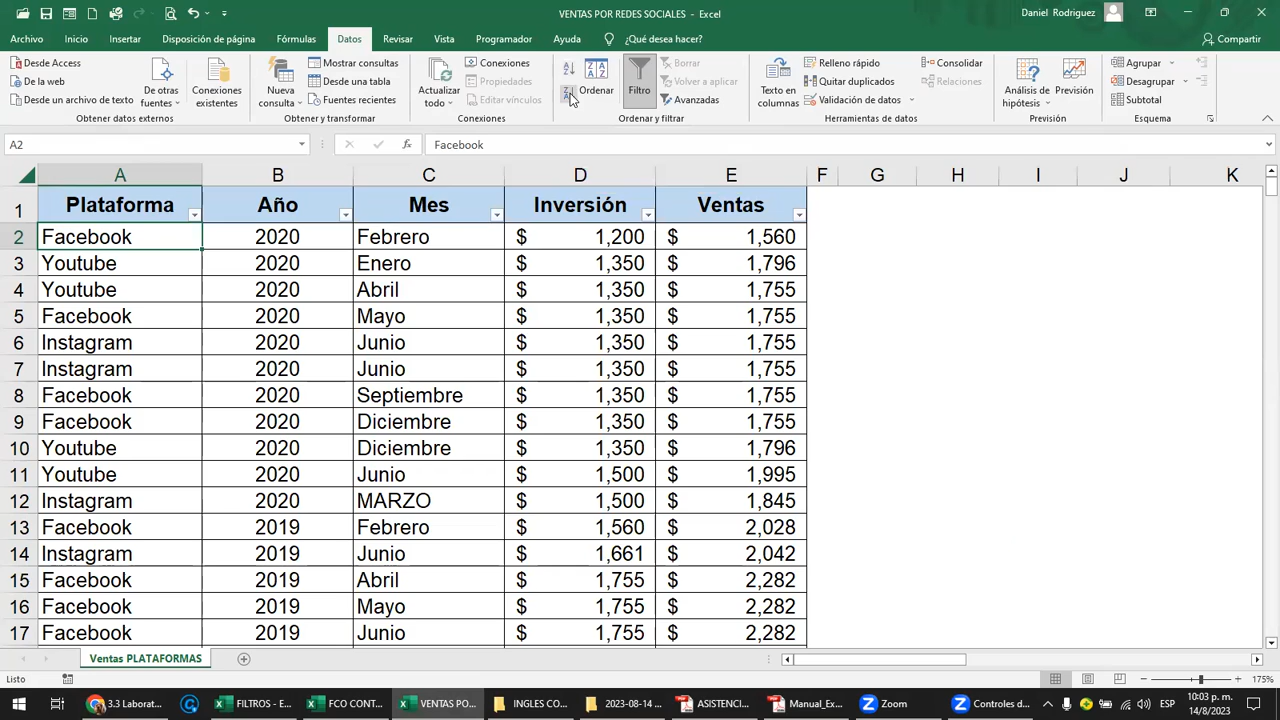 VENTAS POR REDES SOCIALES - Excel
Daniel Rodriguez
Archivo Inicio Insertar Disposición de página Fórmulas Datos Revisar Vista Programador Ayuda ¿Qué desea hacer? Compartir
Desde Access
De la web
Desde un archivo de texto
De otras fuentes
Conexiones existentes
Obtener datos externos
Nueva consulta
Mostrar consultas
Desde una tabla
Fuentes recientes
Obtener y transformar
Actualizar todo
Conexiones
Propiedades
Editar vínculos
Conexiones
Ordenar
Filtro
Borrar
Volver a aplicar
Avanzadas
Ordenar y filtrar
Texto en columnas
Relleno rápido
Quitar duplicados
Validación de datos
Consolidar
Relaciones
Herramientas de datos
Análisis de hipótesis
Previsión
Previsión
Agrupar
Desagrupar
Subtotal
Esquema
A2 fx Facebook
A B C D E F G H I J K
1 Plataforma Año Mes Inversión Ventas
2 Facebook 2020 Febrero $ 1,200 $ 1,560
3 Youtube 2020 Enero $ 1,350 $ 1,796
4 Youtube 2020 Abril $ 1,350 $ 1,755
5 Facebook 2020 Mayo $ 1,350 $ 1,755
6 Instagram 2020 Junio $ 1,350 $ 1,755
7 Instagram 2020 Junio $ 1,350 $ 1,755
8 Facebook 2020 Septiembre $ 1,350 $ 1,755
9 Facebook 2020 Diciembre $ 1,350 $ 1,755
10 Youtube 2020 Diciembre $ 1,350 $ 1,796
11 Youtube 2020 Junio $ 1,500 $ 1,995
12 Instagram 2020 MARZO $ 1,500 $ 1,845
13 Facebook 2019 Febrero $ 1,560 $ 2,028
14 Instagram 2019 Junio $ 1,661 $ 2,042
15 Facebook 2019 Abril $ 1,755 $ 2,282
16 Facebook 2019 Mayo $ 1,755 $ 2,282
17 Facebook 2019 Junio $ 1,755 $ 2,282
Ventas PLATAFORMAS
Listo
175%
3.3 Laborat... FILTROS - E... FCO CONT... VENTAS PO... INGLES CO... 2023-08-14 ... ASISTENCI... Manual_Ex... Zoom Controles d... ESP 10:03 p. m.
14/8/2023